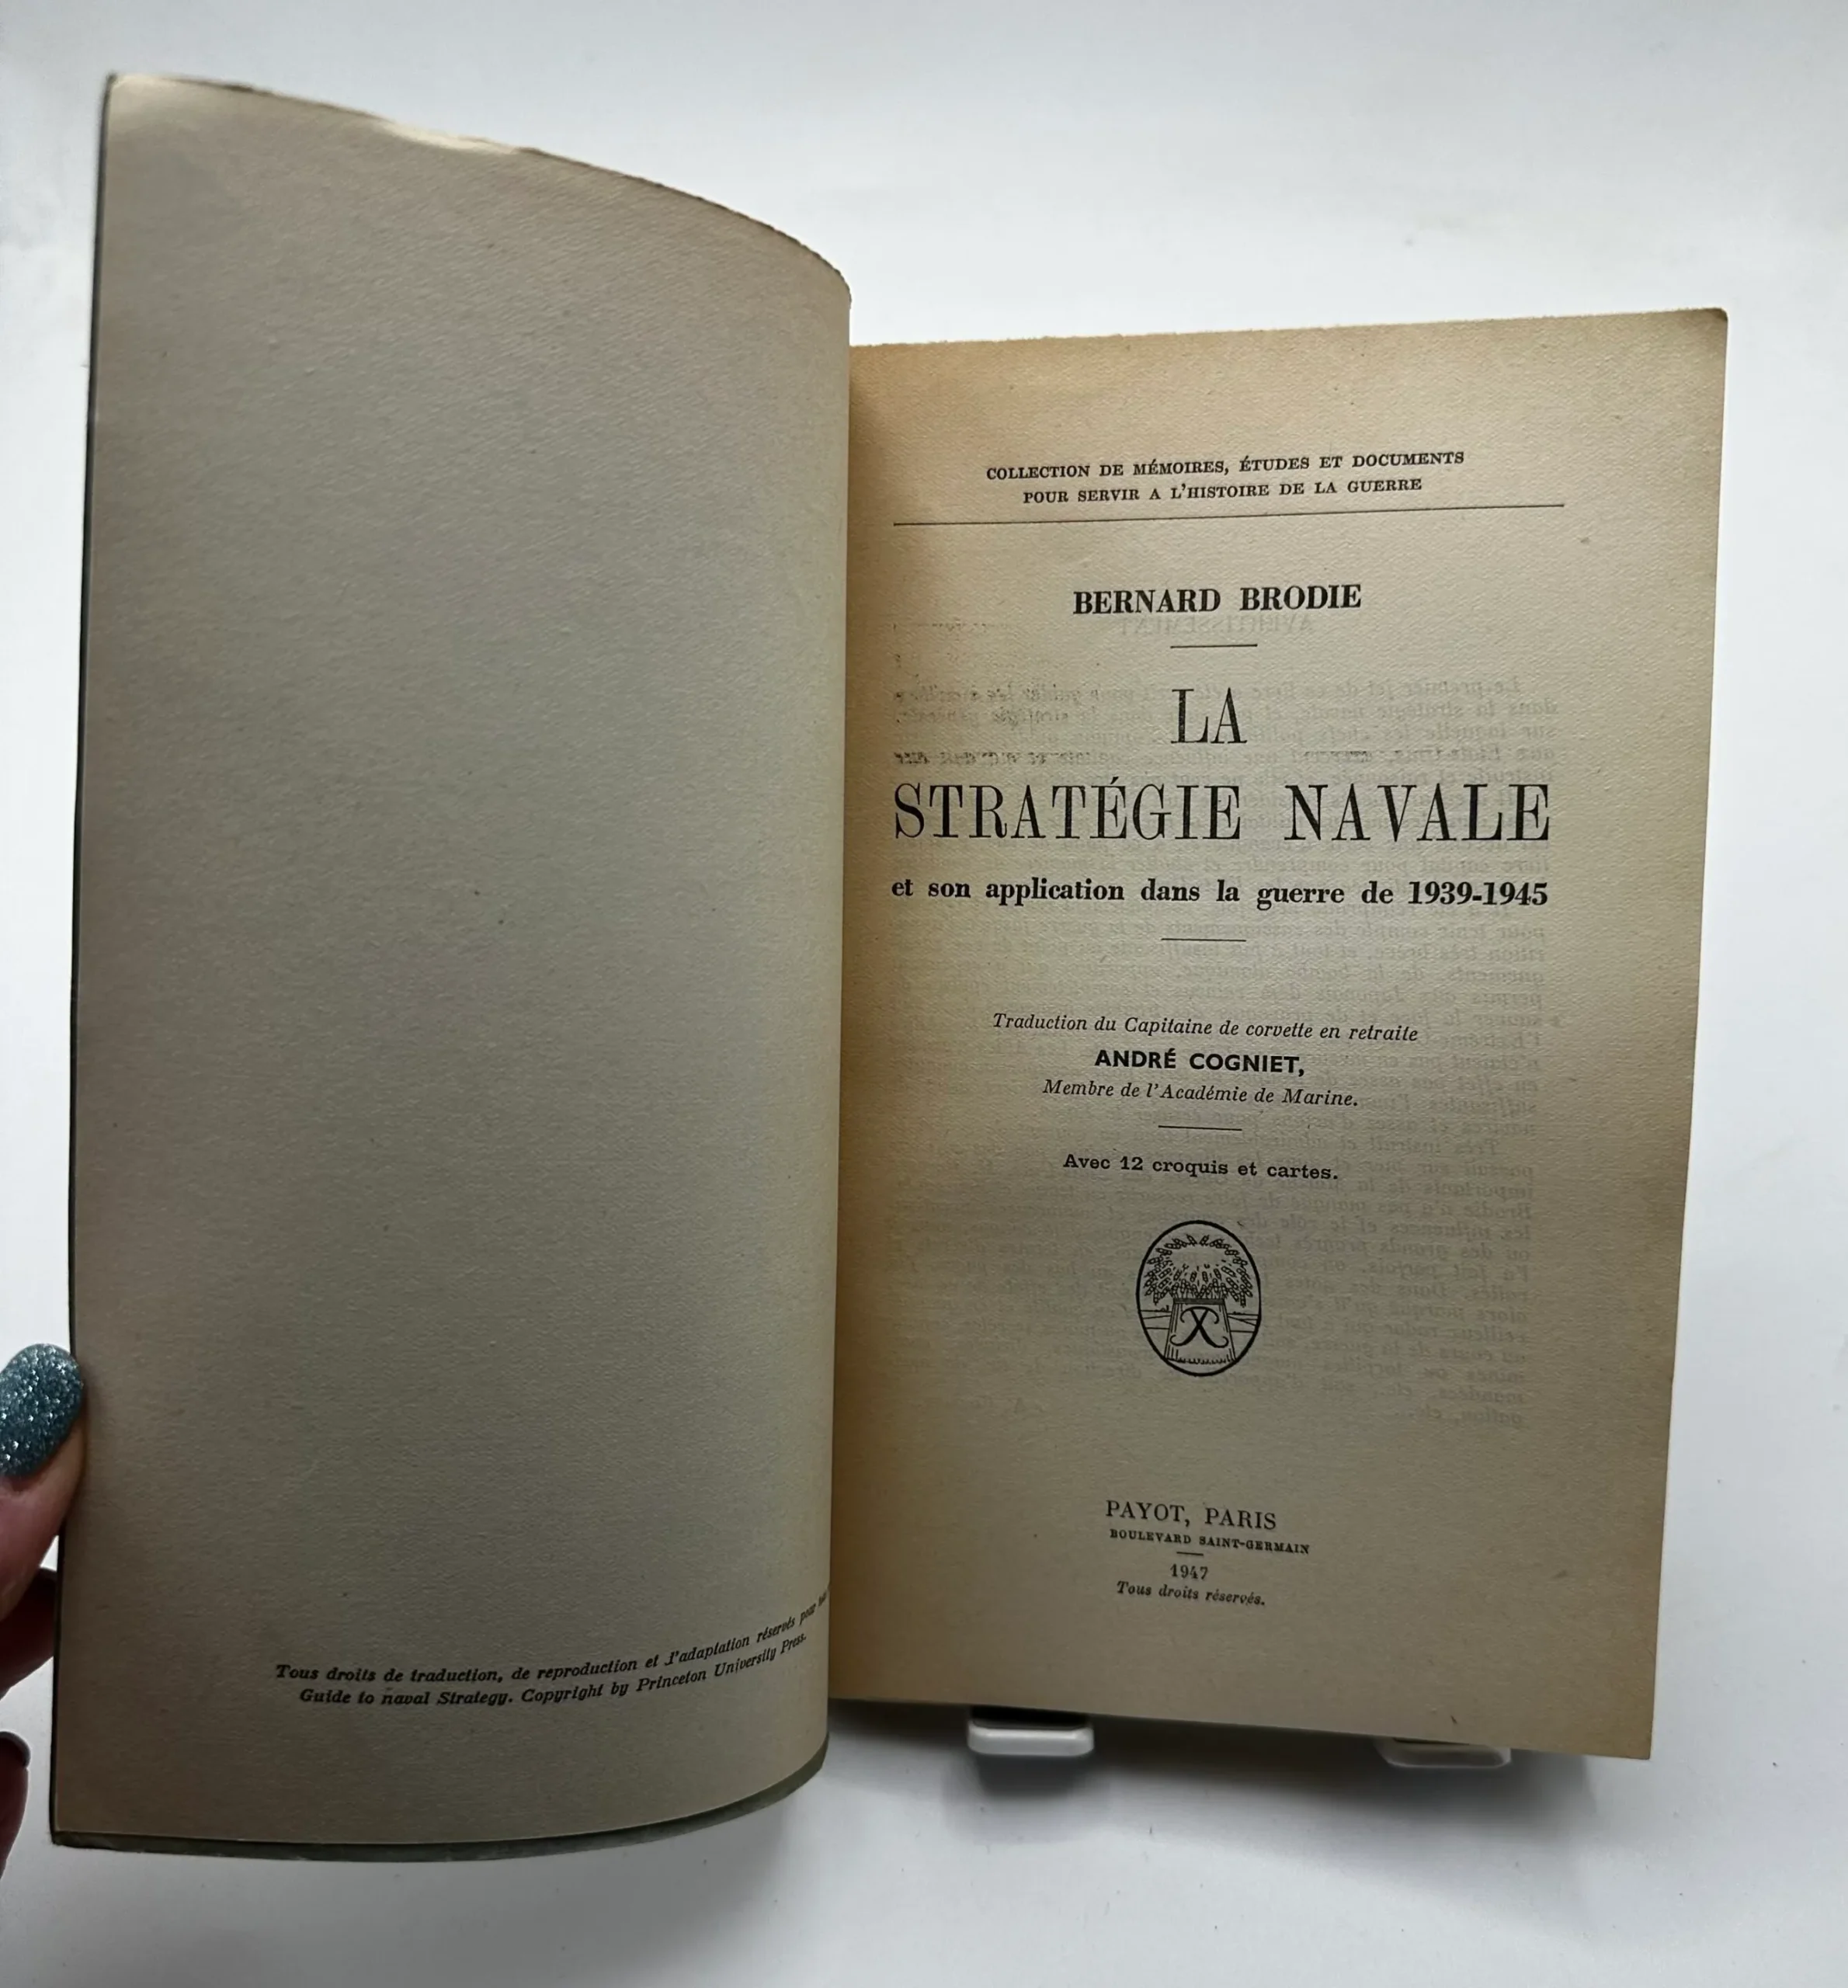 Tous droits de traduction, de reproduction et l'adaptation réservés pour
Guide to naval Strategy. Copyright by Princeton University Press.
COLLECTION DE MÉMOIRES, ÉTUDES ET DOCUMENTS
POUR SERVIR A L'HISTOIRE DE LA GUERRE
BERNARD BRODIE
LA
STRATÉGIE NAVALE
et son application dans la guerre de 1939-1945
Traduction du Capitaine de corvette en retraite
ANDRÉ COGNIET,
Membre de l'Académie de Marine.
Avec 12 croquis et cartes.
PAYOT, PARIS
BOULEVARD SAINT-GERMAIN
1947
Tous droits réservés.